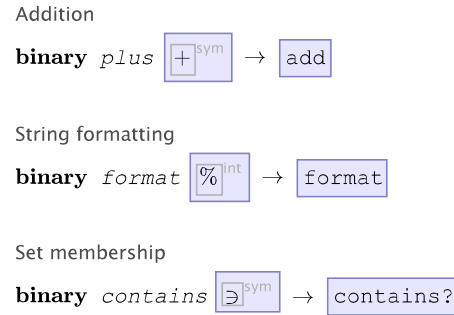 Addition
binary plus +sym → add
String formatting
binary format %int → format
Set membership
binary contains ∋sym → contains?